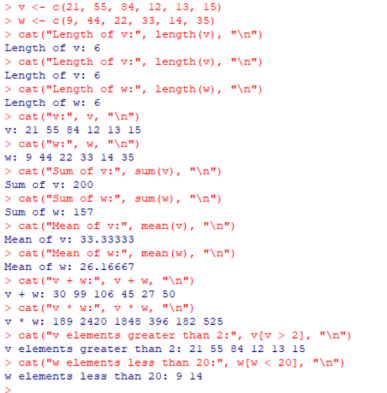 > v <- c(21, 55, 84, 12, 13, 15)
> w <- c(9, 44, 22, 33, 14, 35)
> cat("Length of v:", length(v), "\n")
Length of v: 6
> cat("Length of v:", length(v), "\n")
Length of v: 6
> cat("Length of w:", length(w), "\n")
Length of w: 6
> cat("v:", v, "\n")
v: 21 55 84 12 13 15
> cat("w:", w, "\n")
w: 9 44 22 33 14 35
> cat("Sum of v:", sum(v), "\n")
Sum of v: 200
> cat("Sum of w:", sum(w), "\n")
Sum of w: 157
> cat("Mean of v:", mean(v), "\n")
Mean of v: 33.33333
> cat("Mean of w:", mean(w), "\n")
Mean of w: 26.16667
> cat("v + w:", v + w, "\n")
v + w: 30 99 106 45 27 50
> cat("v * w:", v * w, "\n")
v * w: 189 2420 1848 396 182 525
> cat("v elements greater than 2:", v[v > 2], "\n")
v elements greater than 2: 21 55 84 12 13 15
> cat("w elements less than 20:", w[w < 20], "\n")
w elements less than 20: 9 14
>